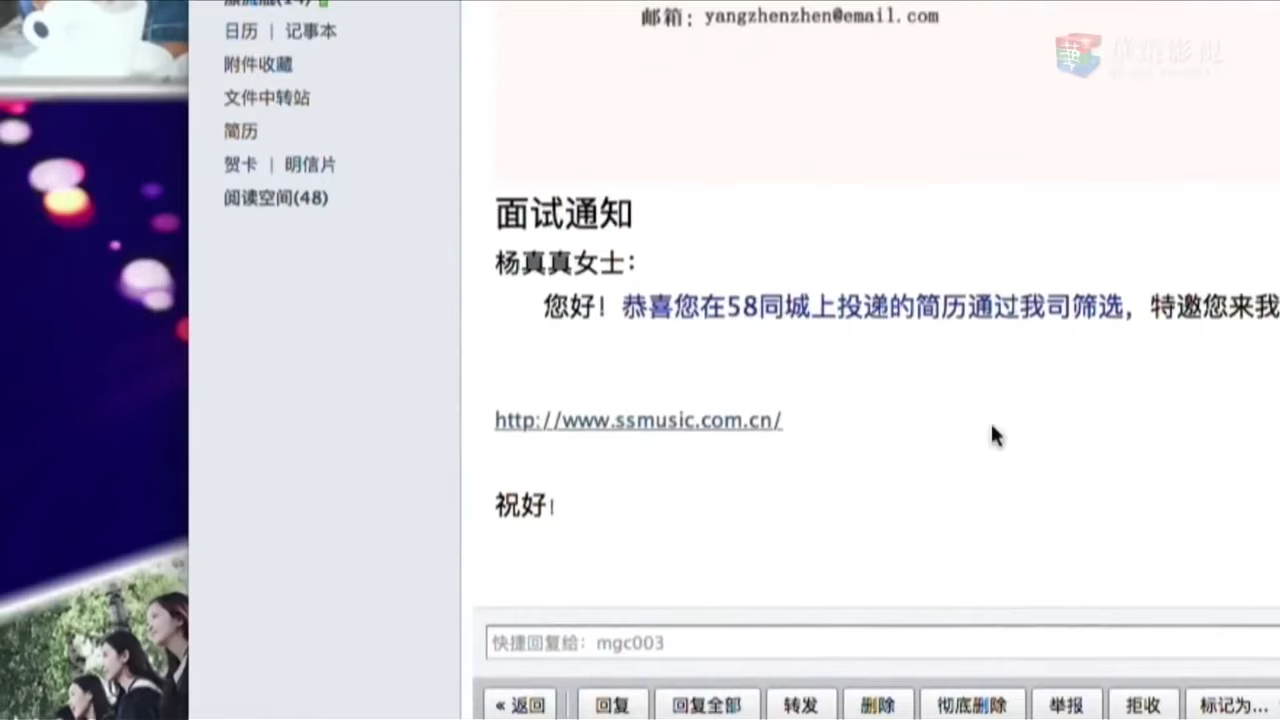 邮箱：yangzhenzhen@email.com
日历 | 记事本
附件收藏
文件中转站
简历
贺卡 | 明信片
阅读空间(48)
面试通知
杨真真女士：
您好！恭喜您在58同城上投递的简历通过我司筛选，特邀您来我
http://www.ssmusic.com.cn/
祝好！
快捷回复给：mgc003
« 返回 回复 回复全部 转发 删除 彻底删除 举报 拒收 标记为...